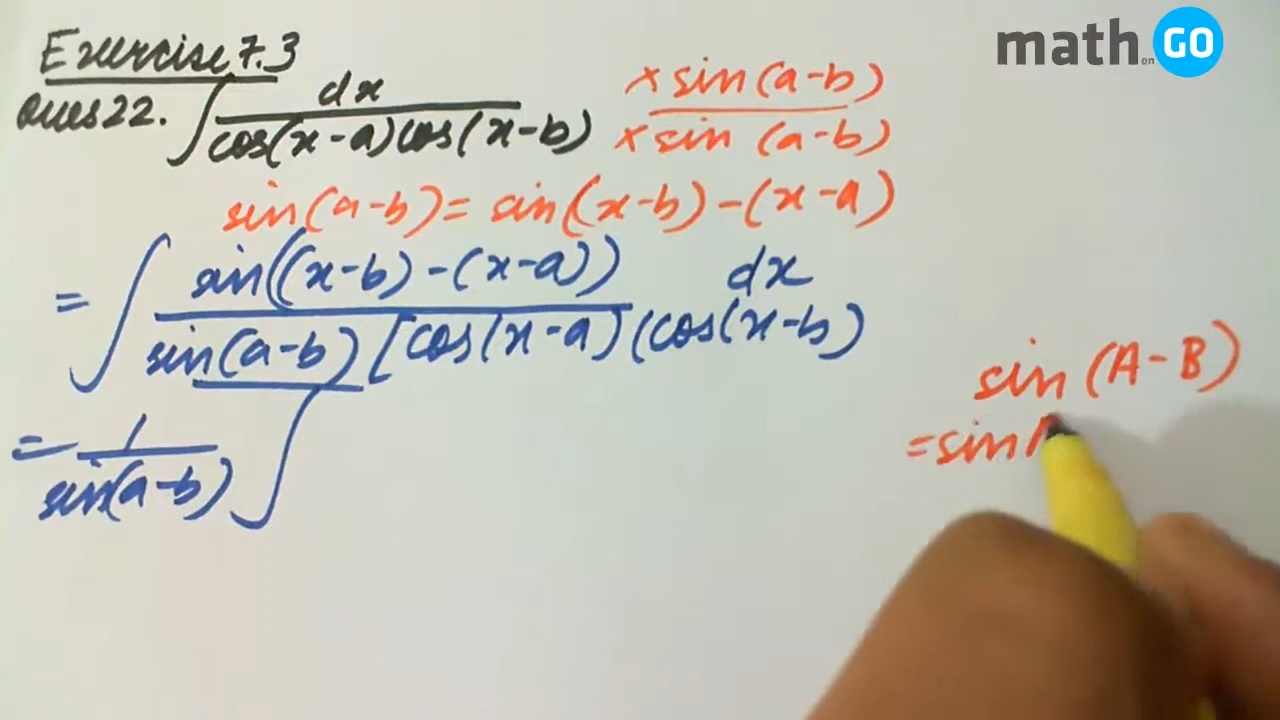 math on GO
Exercise 7.3
Ques 22. ∫ dx / cos(x-a)cos(x-b) × sin(a-b) / × sin (a-b)
sin(a-b) = sin((x-b)-(x-a)
= ∫ sin((x-b)-(x-a)) dx / sin(a-b) [cos(x-a] (cos(x-b)
= 1 / sin(a-b) ∫
sin (A-B)
= sin